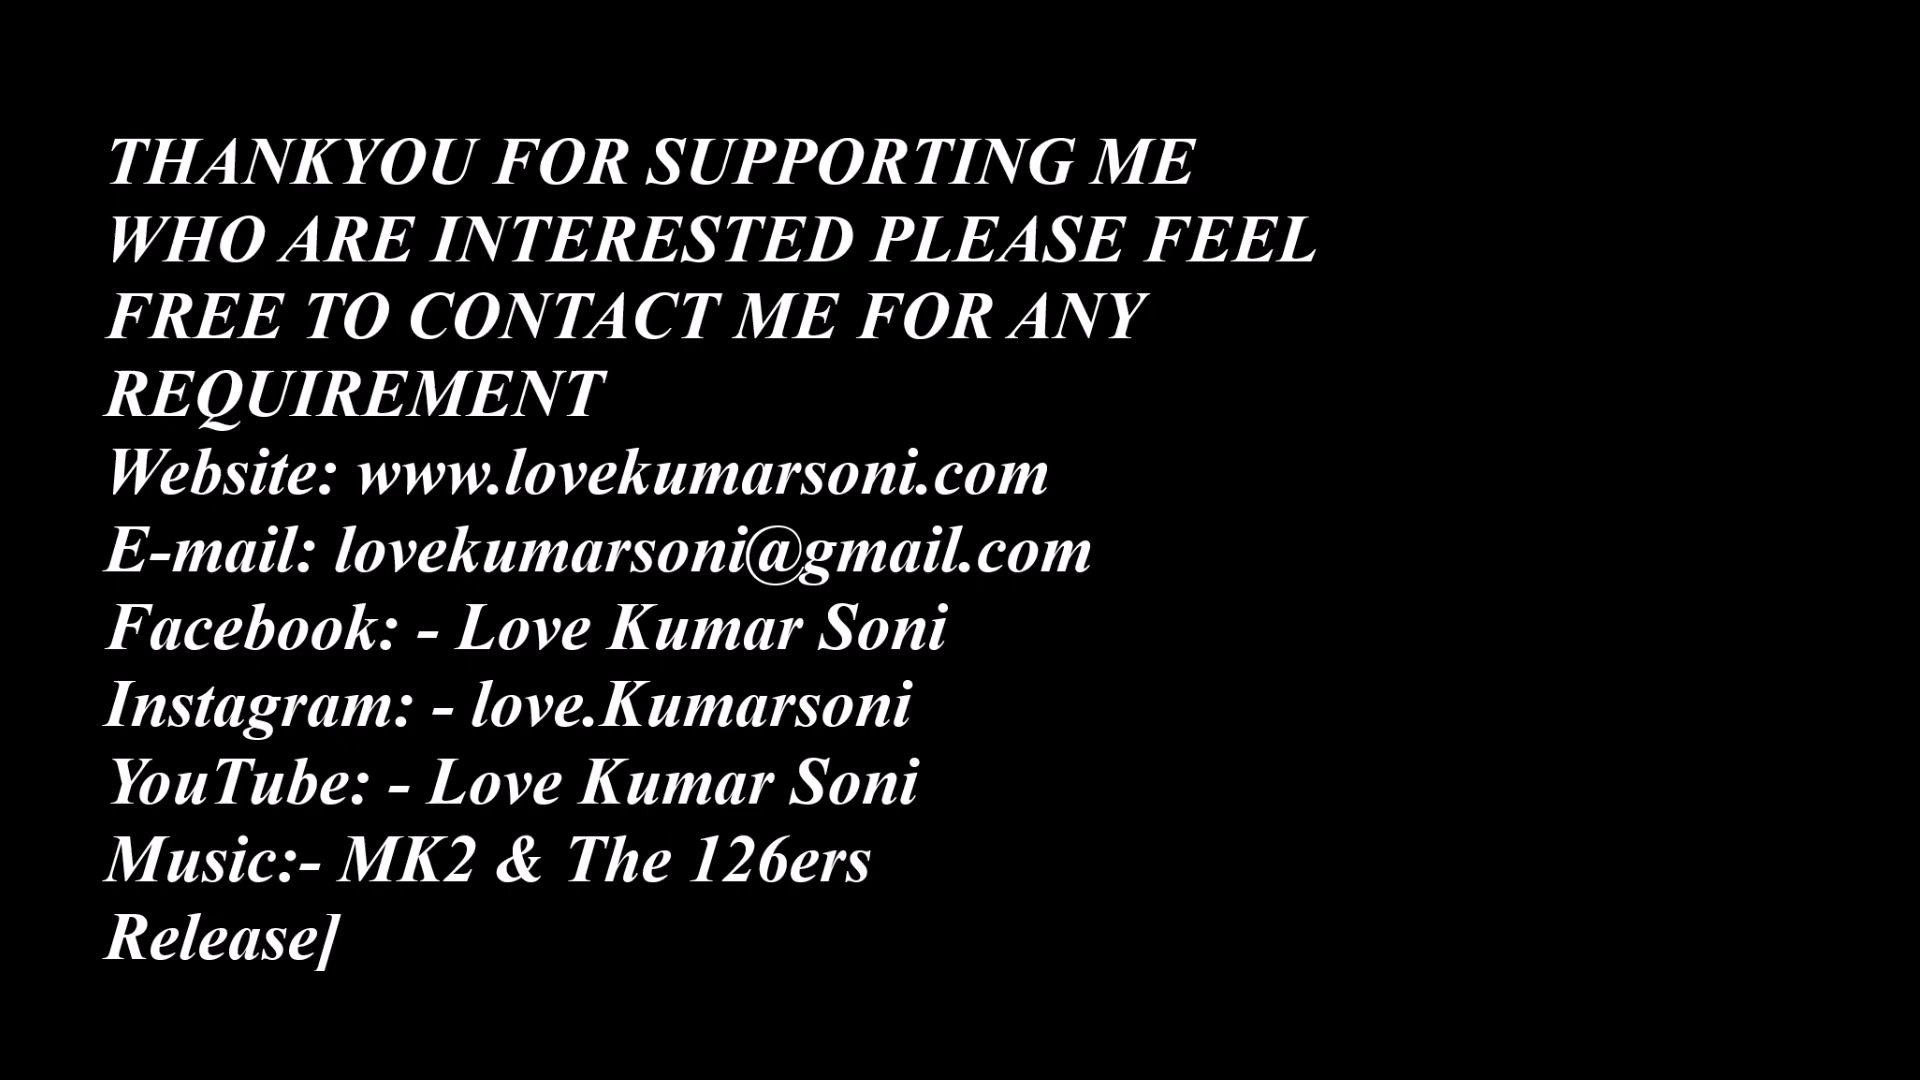 THANKYOU FOR SUPPORTING ME
WHO ARE INTERESTED PLEASE FEEL
FREE TO CONTACT ME FOR ANY
REQUIREMENT
Website: www.lovekumarsoni.com
E-mail: lovekumarsoni@gmail.com
Facebook: - Love Kumar Soni
Instagram: - love.Kumarsoni
YouTube: - Love Kumar Soni
Music:- MK2 & The 126ers
Release]